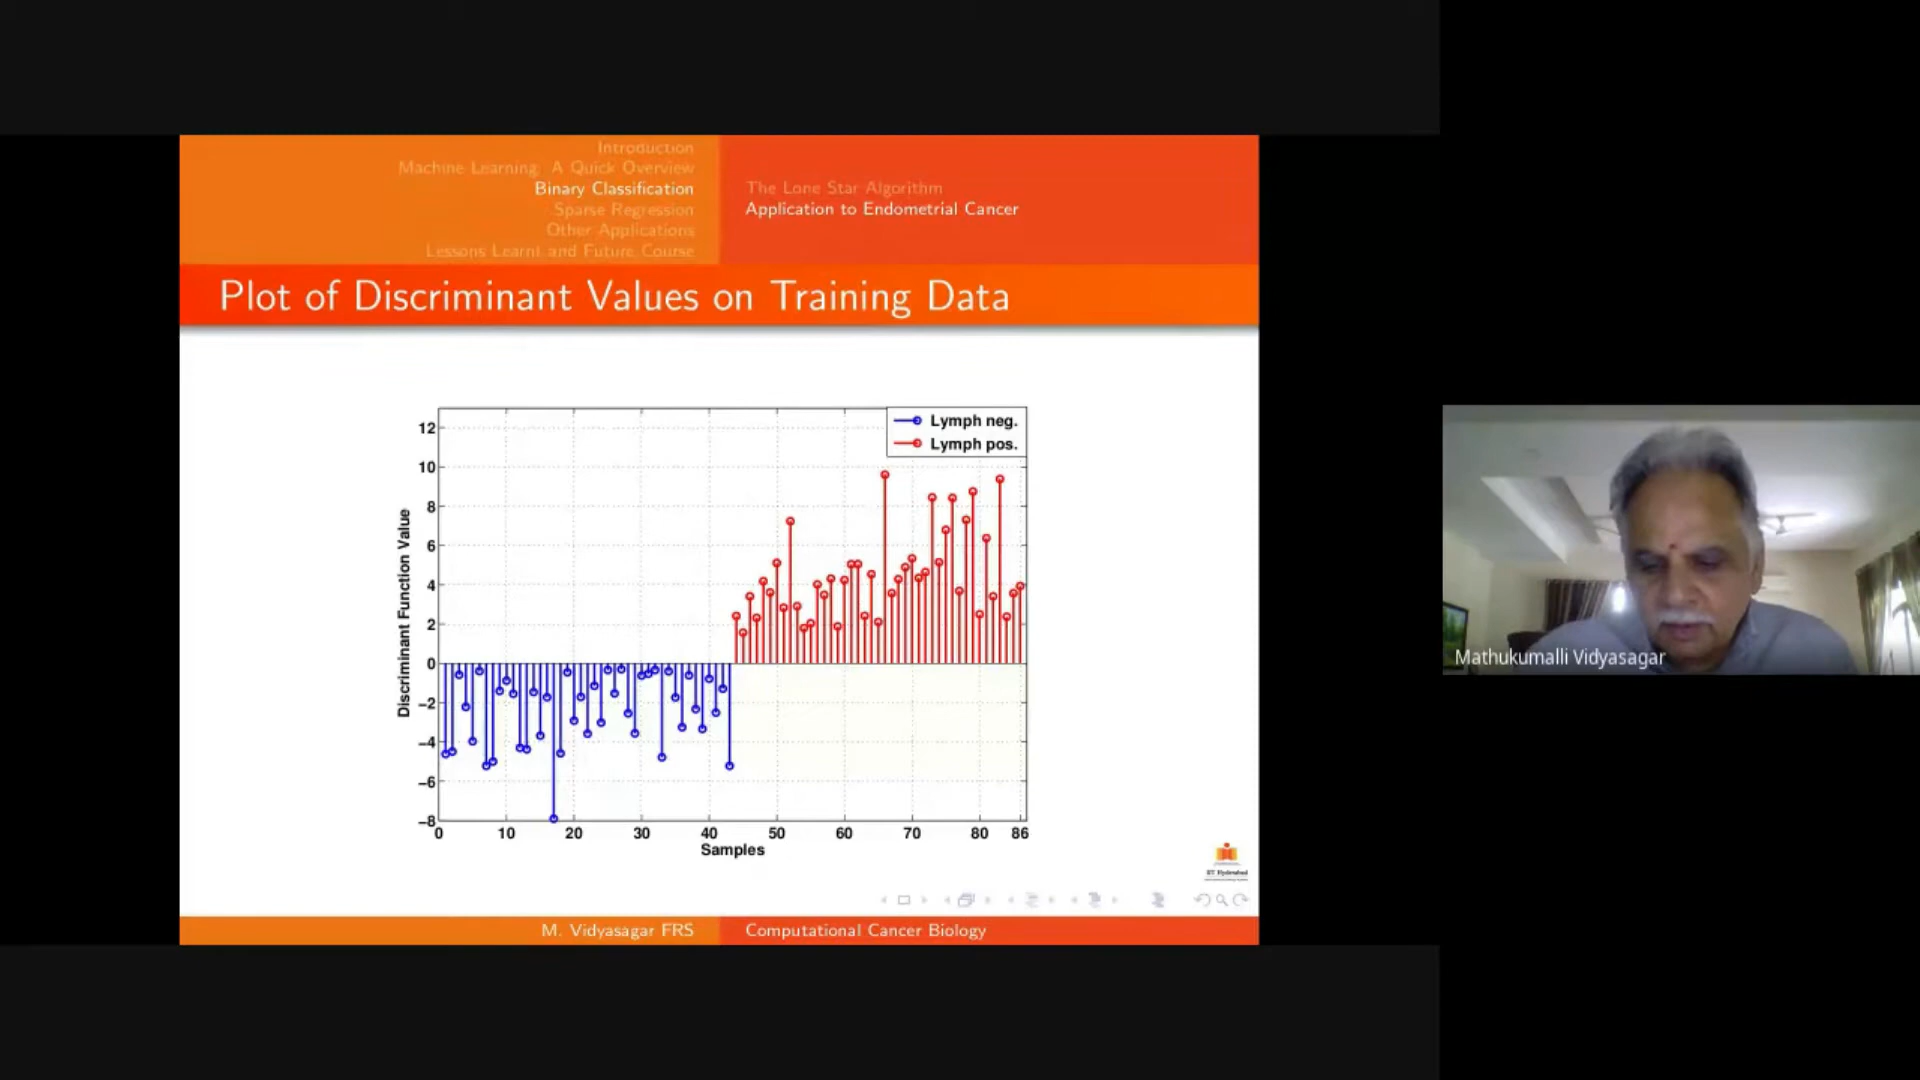 Introduction
Machine Learning: A Quick Overview
Binary Classification
Sparse Regression
Other Applications
Lessons Learnt and Future Course
The Lone Star Algorithm
Application to Endometrial Cancer
Plot of Discriminant Values on Training Data
Lymph neg.
Lymph pos.
12
10
8
6
4
2
0
−2
−4
−6
−8
Discriminant Function Value
0 10 20 30 40 50 60 70 80 86
Samples
IIT Hyderabad
M. Vidyasagar FRS
Computational Cancer Biology
Mathukumalli Vidyasagar